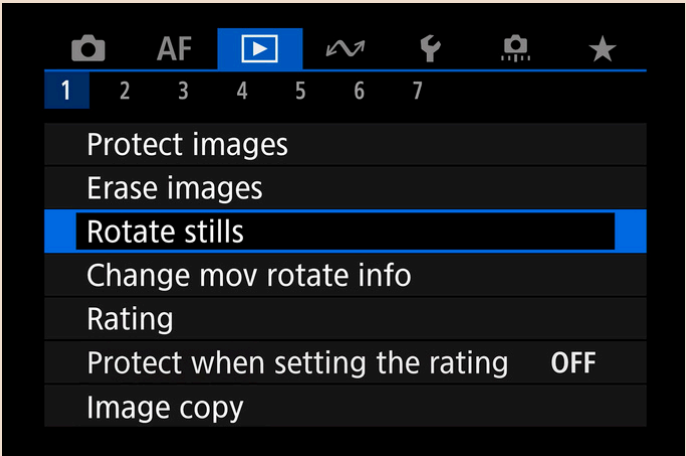 AF
1 2 3 4 5 6 7
Protect images
Erase images
Rotate stills
Change mov rotate info
Rating
Protect when setting the rating OFF
Image copy